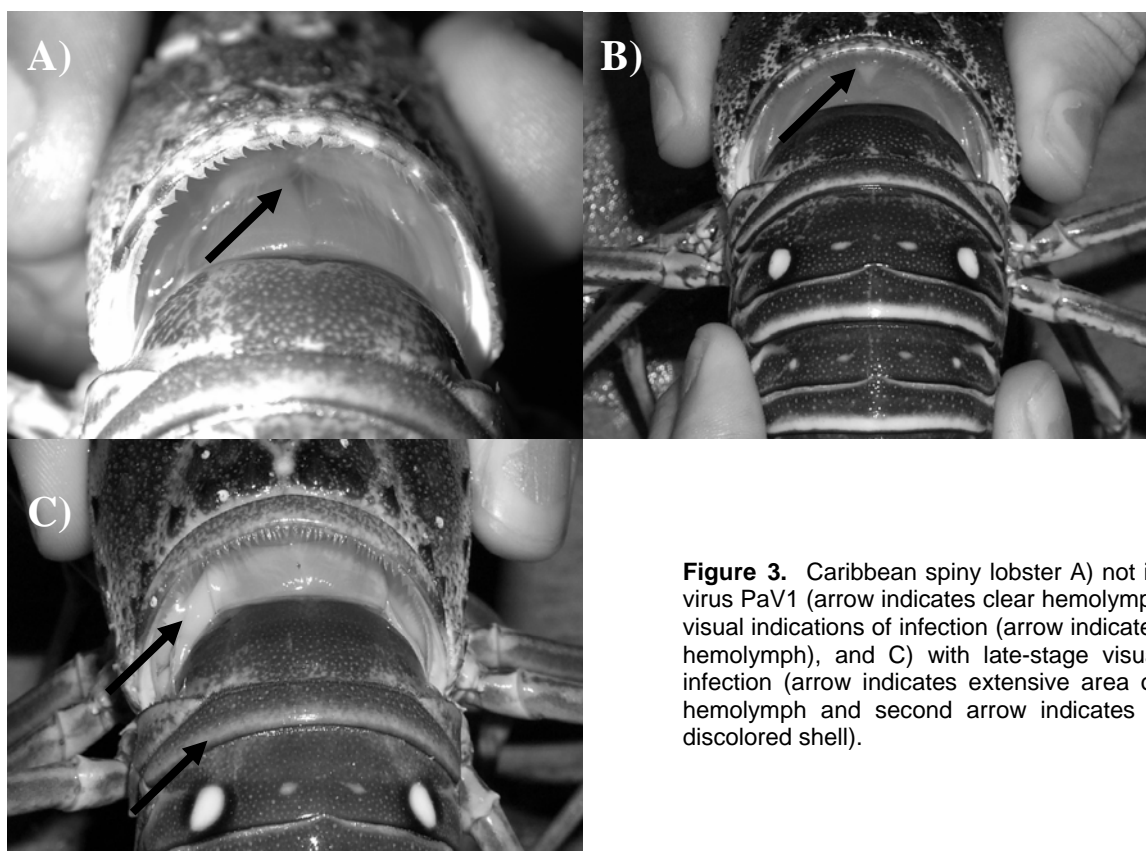 A)
B)
C)
Figure 3. Caribbean spiny lobster A) not i
virus PaV1 (arrow indicates clear hemolymp
visual indications of infection (arrow indicate
hemolymph), and C) with late-stage visua
infection (arrow indicates extensive area o
hemolymph and second arrow indicates
discolored shell).